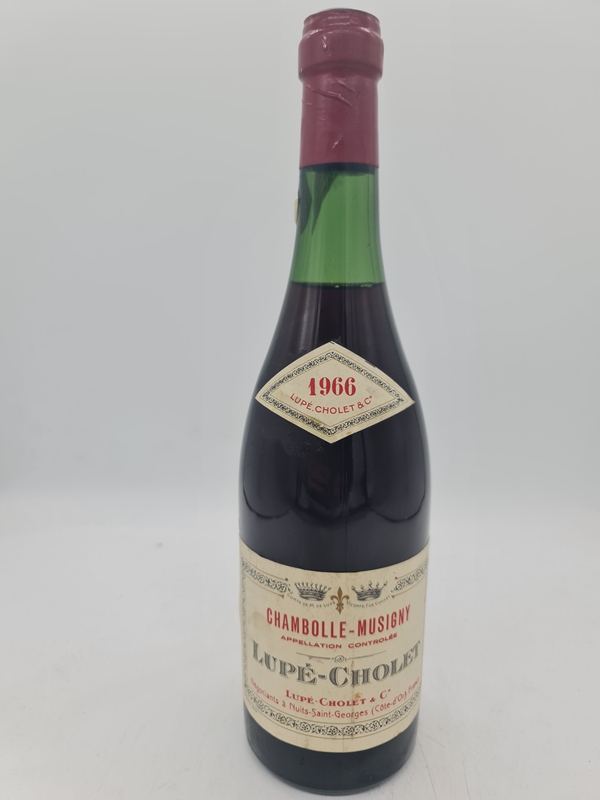 1966
LUPÉ.CHOLET & Cⁱᵉ
CHAMBOLLE-MUSIGNY
APPELLATION CONTROLÉE
LUPÉ-CHOLET
LUPÉ-CHOLET & Cⁱᵉ
Négociants à Nuits-Saint-Georges (Côte-d'Or) France